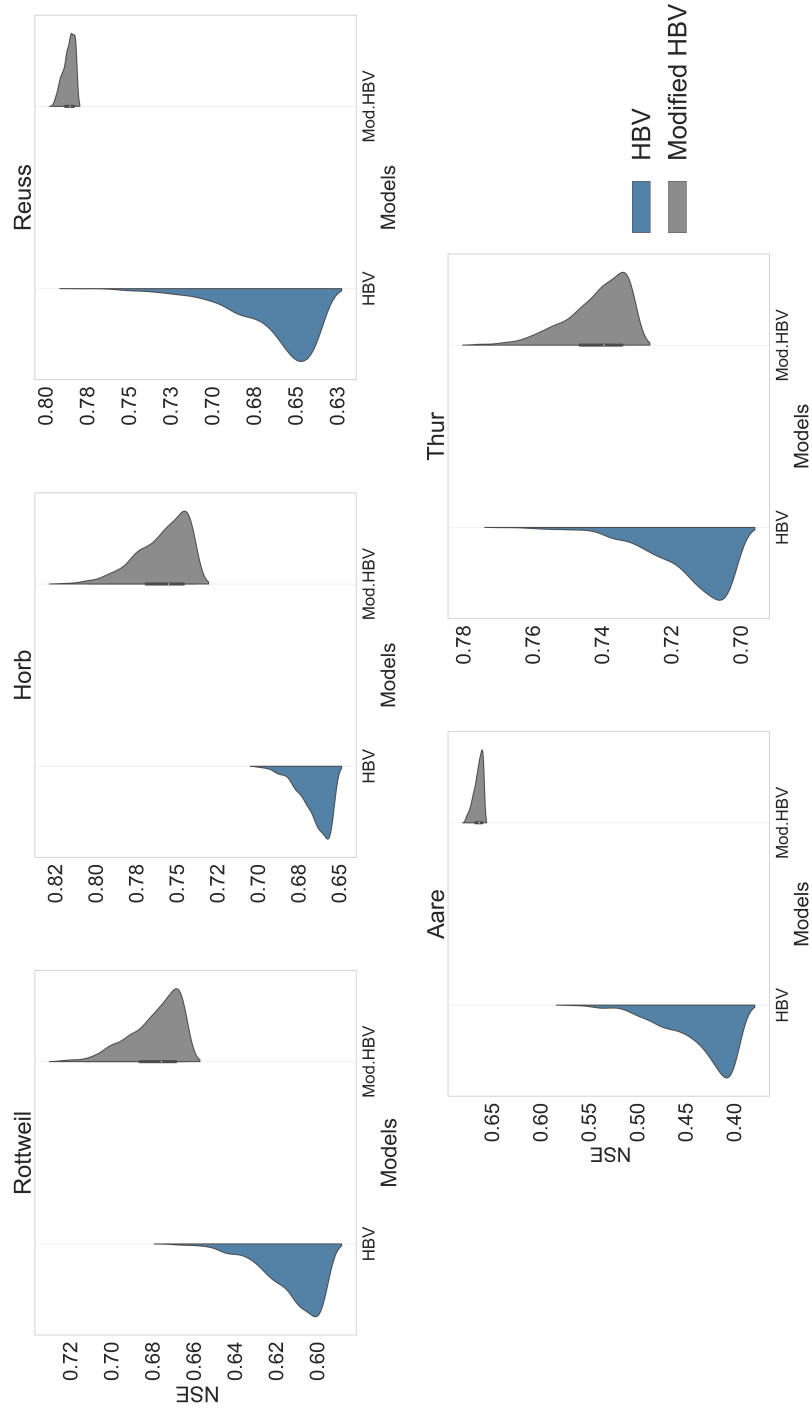 Rottweil
NSE
0.72
0.70
0.68
0.66
0.64
0.62
0.60
HBV
Mod.HBV
Models
Horb
0.82
0.80
0.78
0.75
0.72
0.70
0.68
0.65
HBV
Mod.HBV
Models
Reuss
0.80
0.78
0.75
0.73
0.70
0.68
0.65
0.63
HBV
Mod.HBV
Models
Aare
NSE
0.65
0.60
0.55
0.50
0.45
0.40
HBV
Mod.HBV
Models
Thur
0.78
0.76
0.74
0.72
0.70
HBV
Mod.HBV
Models
HBV
Modified HBV